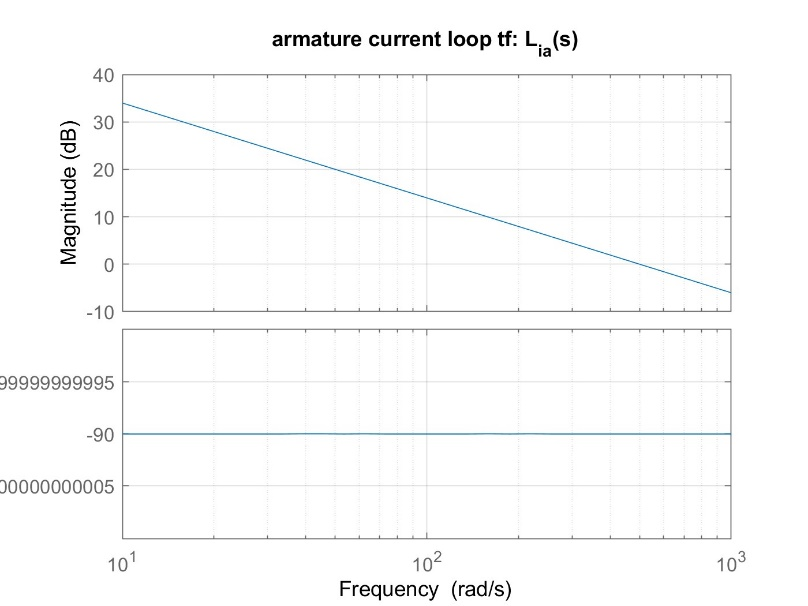 armature current loop tf: L_ia(s)
40
30
20
10
0
-10
Magnitude (dB)
99999999995
-90
00000000005
10^1 10^2 10^3
Frequency (rad/s)